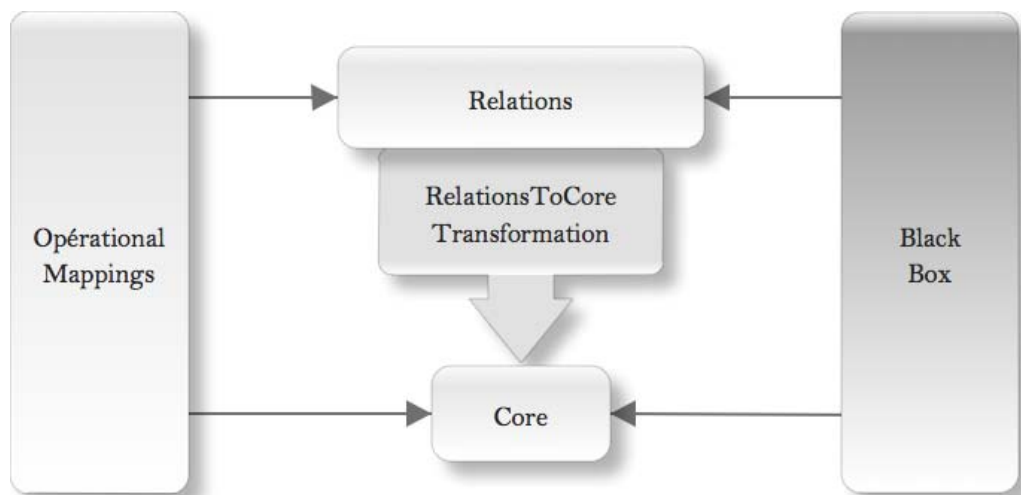 Relations
RelationsToCore
Transformation
Opérational
Mappings
Black
Box
Core